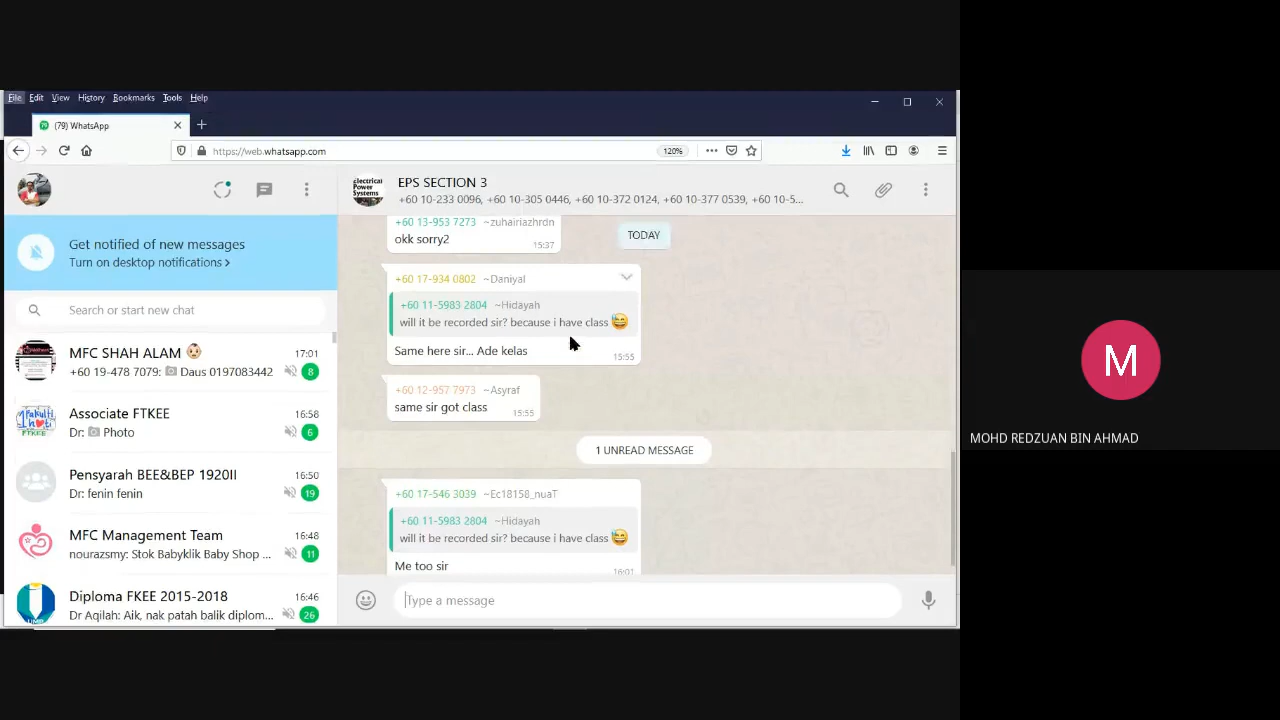 File Edit View History Bookmarks Tools Help
(79) WhatsApp
https://web.whatsapp.com
120%
EPS SECTION 3
+60 10-233 0096, +60 10-305 0446, +60 10-372 0124, +60 10-377 0539, +60 10-5...
Electrical
Power
Systems
Get notified of new messages
Turn on desktop notifications >
Search or start new chat
MFC SHAH ALAM 👶 17:01
+60 19-478 7079: Daus 0197083442 8
Associate FTKEE 16:58
Dr: Photo 6
Pensyarah BEE&BEP 1920II 16:50
Dr: fenin fenin 19
MFC Management Team 16:48
nourazsmy: Stok Babyklik Baby Shop ... 11
Diploma FKEE 2015-2018 16:46
Dr Aqilah: Aik, nak patah balik diplom... 26
+60 13-953 7273 ~zuhairiazhrdn
okk sorry2 15:37
TODAY
+60 17-934 0802 ~Daniyal
+60 11-5983 2804 ~Hidayah
will it be recorded sir? because i have class 😅
Same here sir... Ade kelas 15:55
+60 12-957 7973 ~Asyraf
same sir got class 15:55
1 UNREAD MESSAGE
+60 17-546 3039 ~Ec18158_nuaT
+60 11-5983 2804 ~Hidayah
will it be recorded sir? because i have class 😅
Me too sir 16:01
Type a message
M
MOHD REDZUAN BIN AHMAD